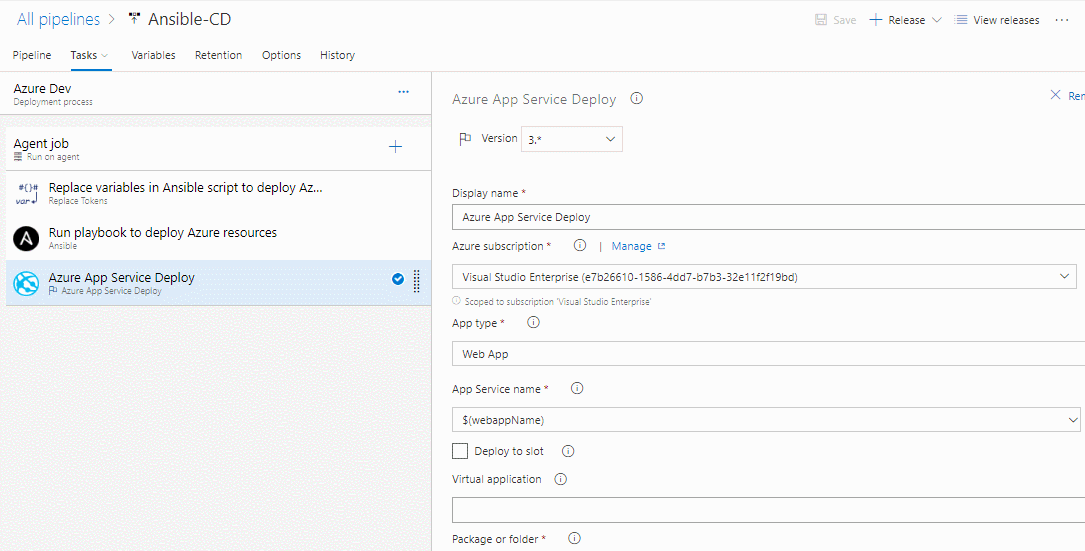 All pipelines > Ansible-CD
Save + Release View releases ...
Pipeline Tasks Variables Retention Options History
Azure Dev
Deployment process
...
Agent job
Run on agent
+
#{}#
var
Replace variables in Ansible script to deploy Az...
Replace Tokens
A
Run playbook to deploy Azure resources
Ansible
Azure App Service Deploy
Azure App Service Deploy
Azure App Service Deploy
Rem
Version 3.*
Display name *
Azure App Service Deploy
Azure subscription * | Manage
Visual Studio Enterprise (e7b26610-1586-4dd7-b7b3-32e11f2f19bd)
Scoped to subscription 'Visual Studio Enterprise'
App type *
Web App
App Service name *
$(webappName)
Deploy to slot
Virtual application
Package or folder *